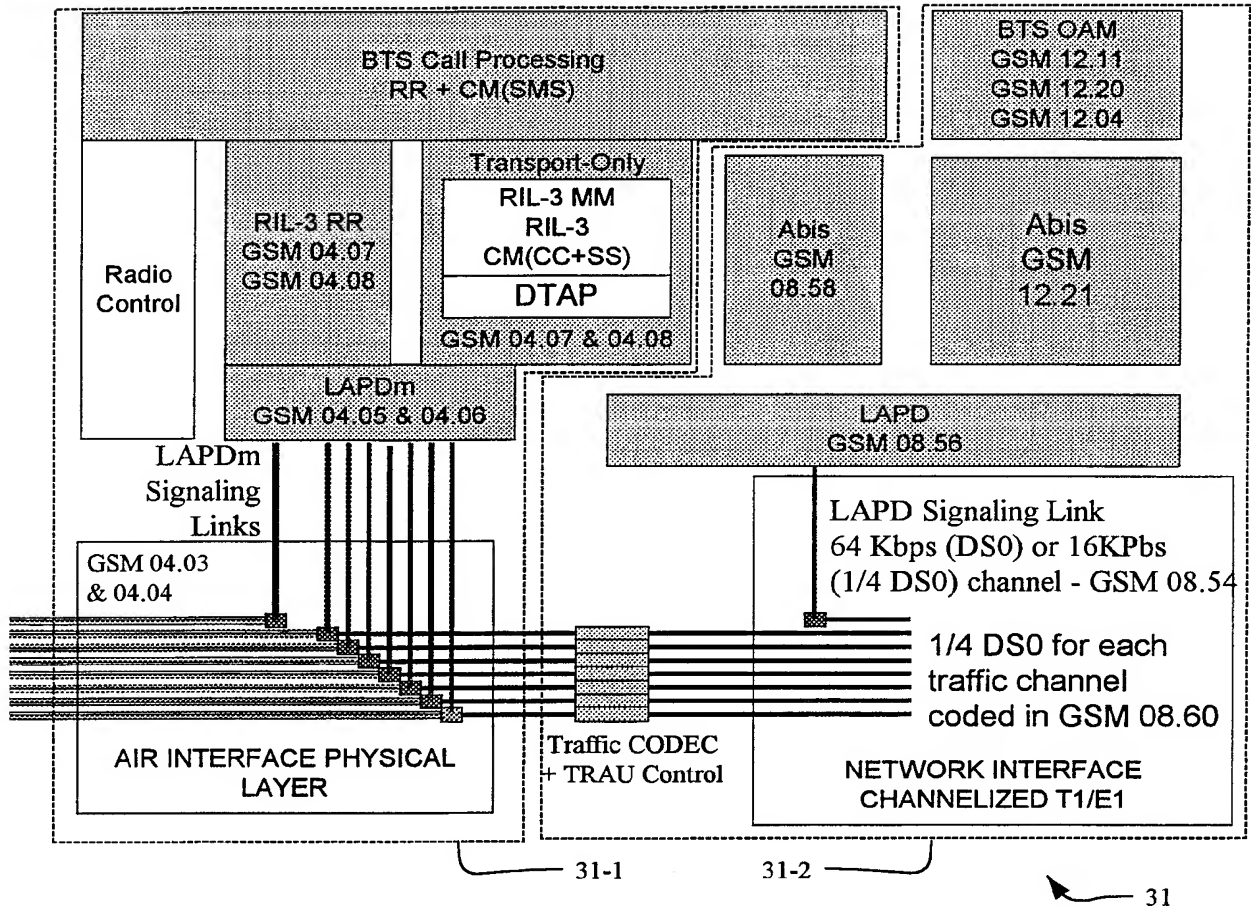 BTS Call Processing
RR + CM(SMS)
BTS OAM
GSM 12.11
GSM 12.20
GSM 12.04
Radio
Control
RIL-3 RR
GSM 04.07
GSM 04.08
Transport-Only
RIL-3 MM
RIL-3
CM(CC+SS)
DTAP
GSM 04.07 & 04.08
Abis
GSM
08.58
Abis
GSM
12.21
LAPDm
GSM 04.05 & 04.06
LAPD
GSM 08.56
LAPDm
Signaling
Links
LAPD Signaling Link
64 Kbps (DS0) or 16KPbs
(1/4 DS0) channel - GSM 08.54
GSM 04.03
& 04.04
1/4 DS0 for each
traffic channel
coded in GSM 08.60
AIR INTERFACE PHYSICAL
LAYER
Traffic CODEC
+ TRAU Control
NETWORK INTERFACE
CHANNELIZED T1/E1
31-1
31-2
31